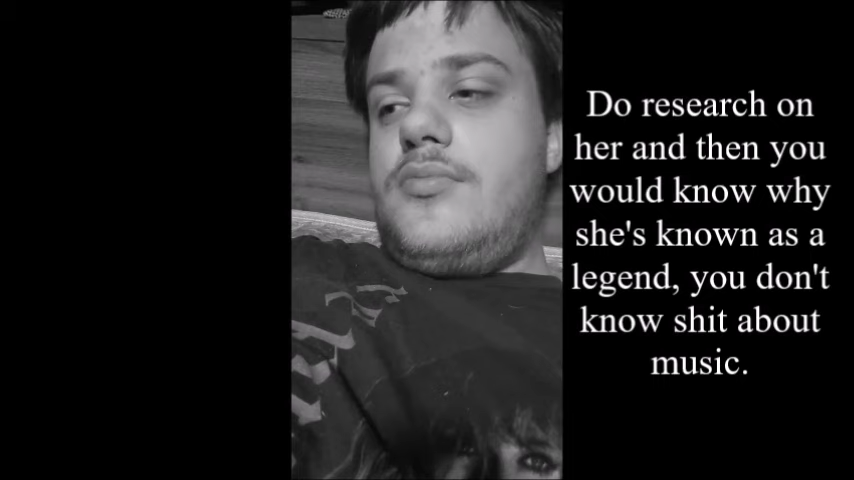 Do research on
her and then you
would know why
she's known as a
legend, you don't
know shit about
music.